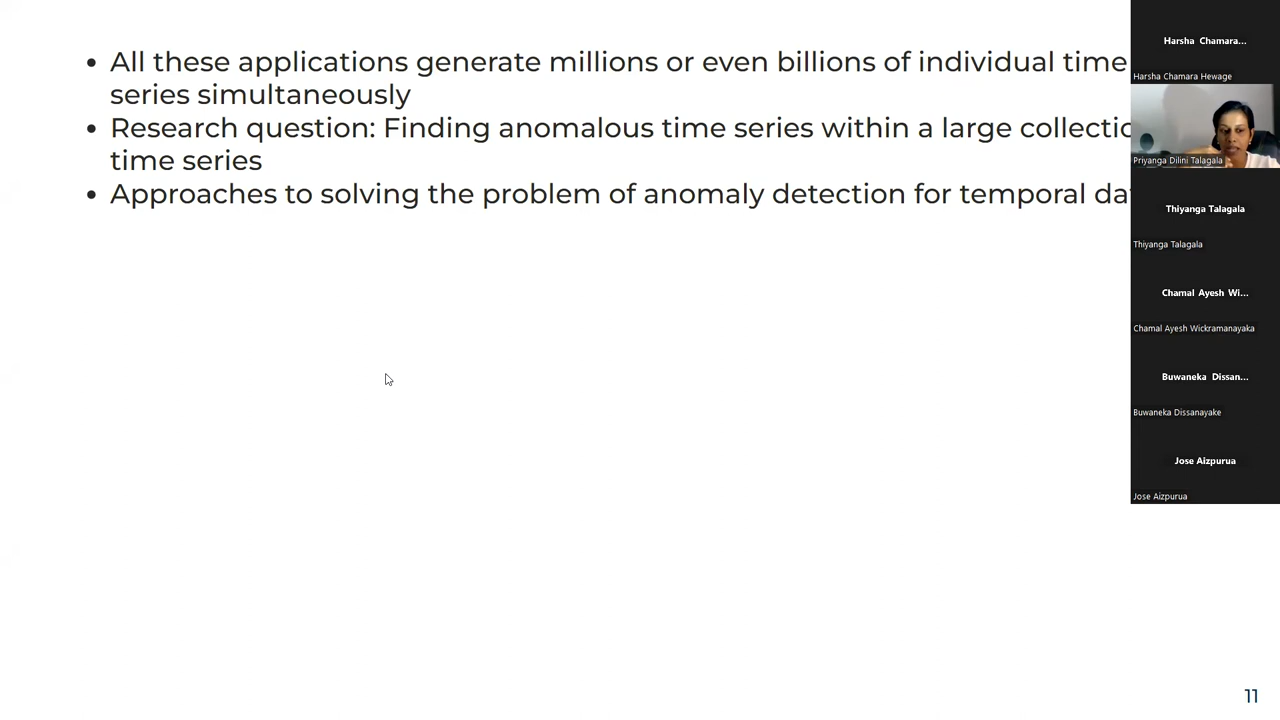 • All these applications generate millions or even billions of individual time
series simultaneously
• Research question: Finding anomalous time series within a large
time series
• Approaches to solving the problem of anomaly detection for temporal
11
Harsha Chamara...
Harsha Chamara Hewage
Priyanga Dilini Talagala
Thiyanga Talagala
Thiyanga Talagala
Chamal Ayesh Wi...
Chamal Ayesh Wickramanayaka
Buwaneka Dissan...
Buwaneka Dissanayake
Jose Aizpurua
Jose Aizpurua